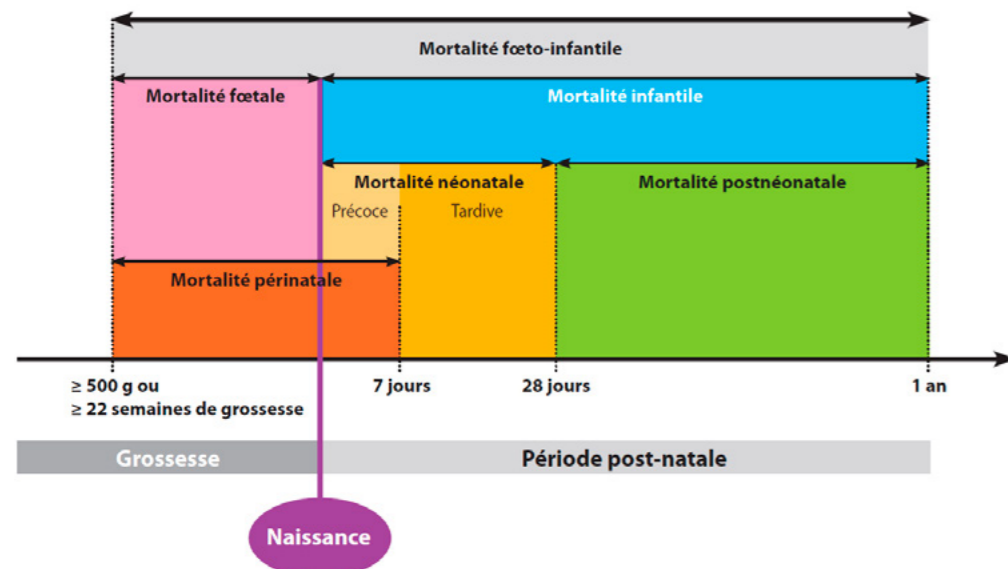 Mortalité fœto-infantile
Mortalité fœtale
Mortalité infantile
Mortalité néonatale
Mortalité postnéonatale
Précoce
Tardive
Mortalité périnatale
≥ 500 g ou
≥ 22 semaines de grossesse
7 jours
28 jours
1 an
Grossesse
Période post-natale
Naissance